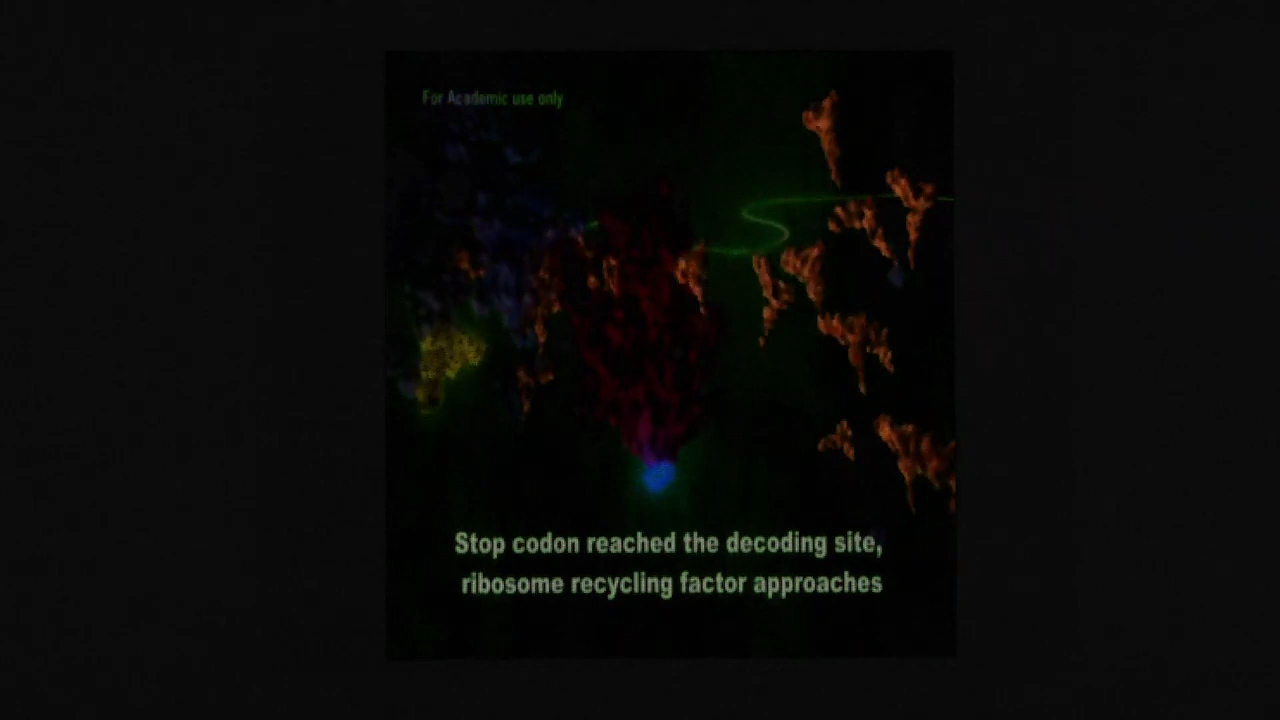 For Academic use only
Stop codon reached the decoding site,
ribosome recycling factor approaches